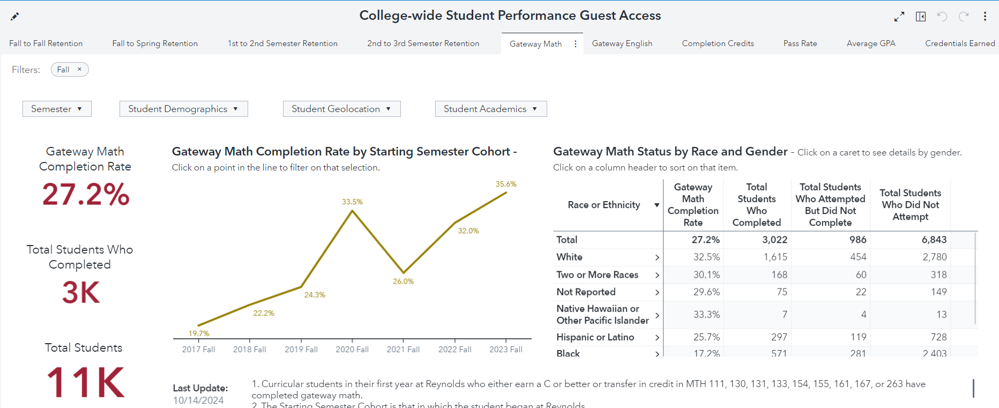 College-wide Student Performance Guest Access
Fall to Fall Retention
Fall to Spring Retention
1st to 2nd Semester Retention
2nd to 3rd Semester Retention
Gateway Math
Gateway English
Completion Credits
Pass Rate
Average GPA
Credentials Earned
Filters:
Fall ×
Semester ▼
Student Demographics ▼
Student Geolocation ▼
Student Academics ▼
Gateway Math
Completion Rate
27.2%
Total Students Who
Completed
3K
Total Students
11K
Gateway Math Completion Rate by Starting Semester Cohort -
Click on a point in the line to filter on that selection.
35.6%
33.5%
32.0%
26.0%
24.3%
22.2%
19.7%
2017 Fall 2018 Fall 2019 Fall 2020 Fall 2021 Fall 2022 Fall 2023 Fall
Gateway Math Status by Race and Gender - Click on a caret to see details by gender.
Click on a column header to sort on that item.
Race or Ethnicity ▼
Gateway
Math
Completion
Rate
Total
Students
Who
Completed
Total Students
Who Attempted
But Did Not
Complete
Total Students
Who Did Not
Attempt
Total 27.2% 3,022 986 6,843
White > 32.5% 1,615 454 2,780
Two or More Races > 30.1% 168 60 318
Not Reported > 29.6% 75 22 149
Native Hawaiian or
Other Pacific Islander > 33.3% 7 4 13
Hispanic or Latino > 25.7% 297 119 728
Black > 17.2% 571 281 2,403
Last Update:
10/14/2024
1. Curricular students in their first year at Reynolds who either earn a C or better or transfer in credit in MTH 111, 130, 131, 133, 154, 155, 161, 167, or 263 have
completed gateway math.
2. The Starting Semester Cohort is that in which the student began at Reynolds.